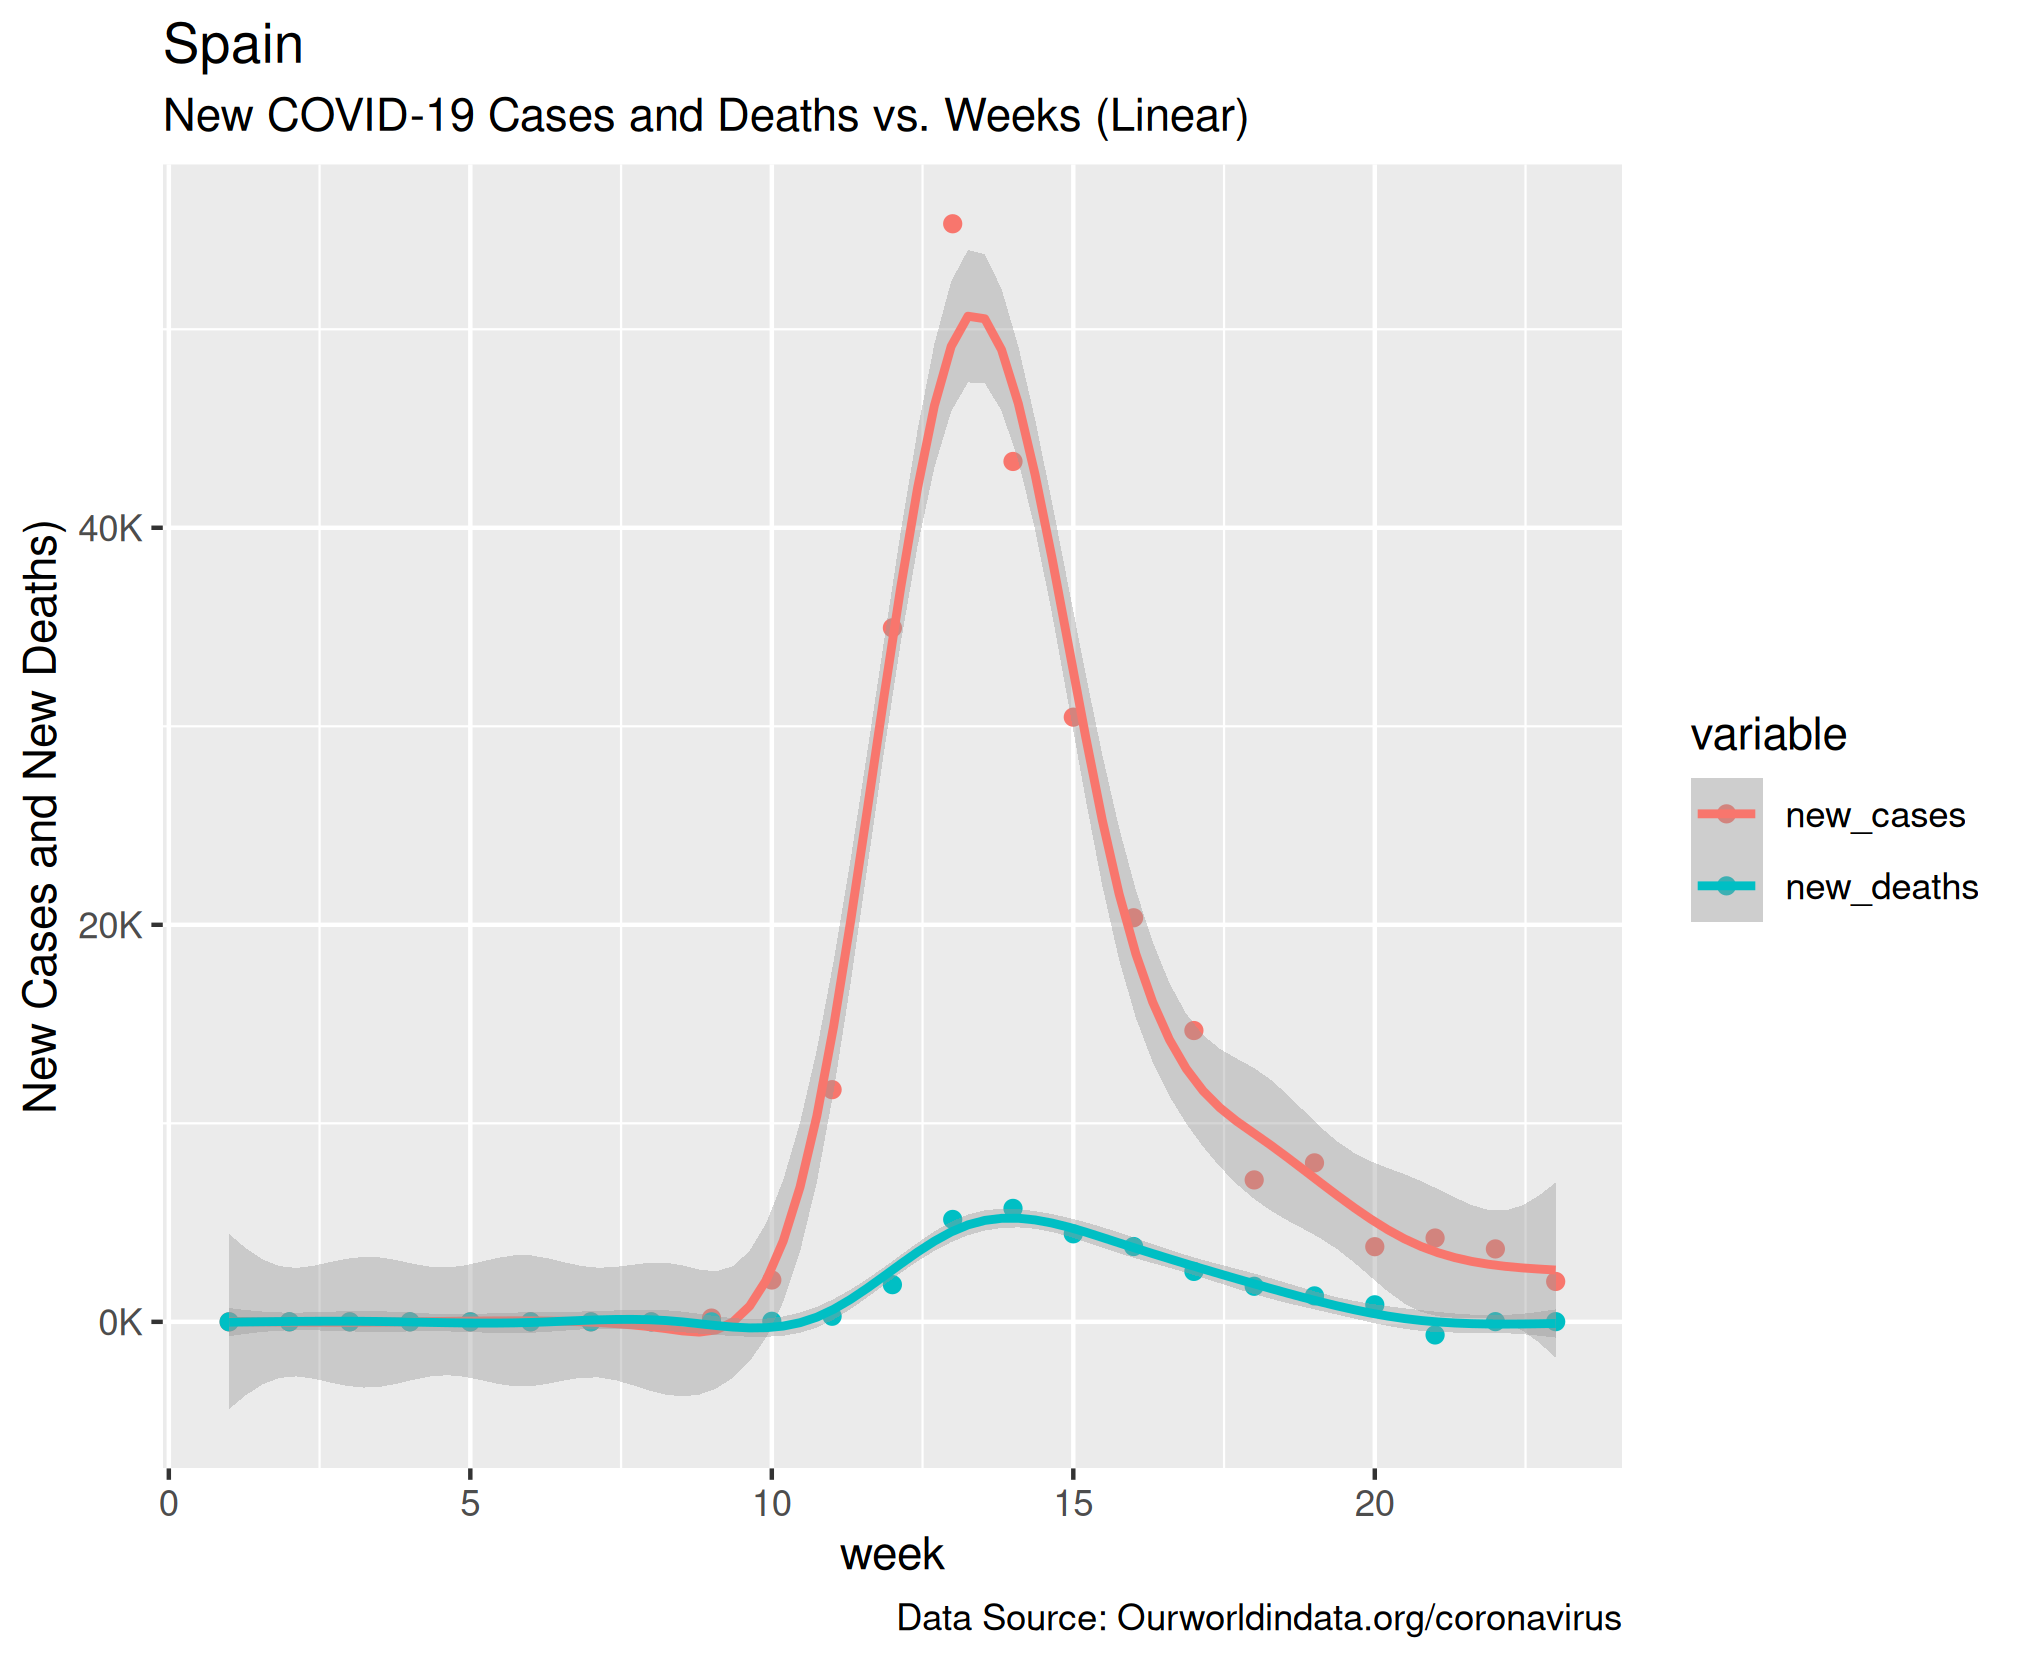 Spain
New COVID-19 Cases and Deaths vs. Weeks (Linear)
New Cases and New Deaths)
40K
20K
0K
0 5 10 15 20
week
variable
new_cases
new_deaths
Data Source: Ourworldindata.org/coronavirus